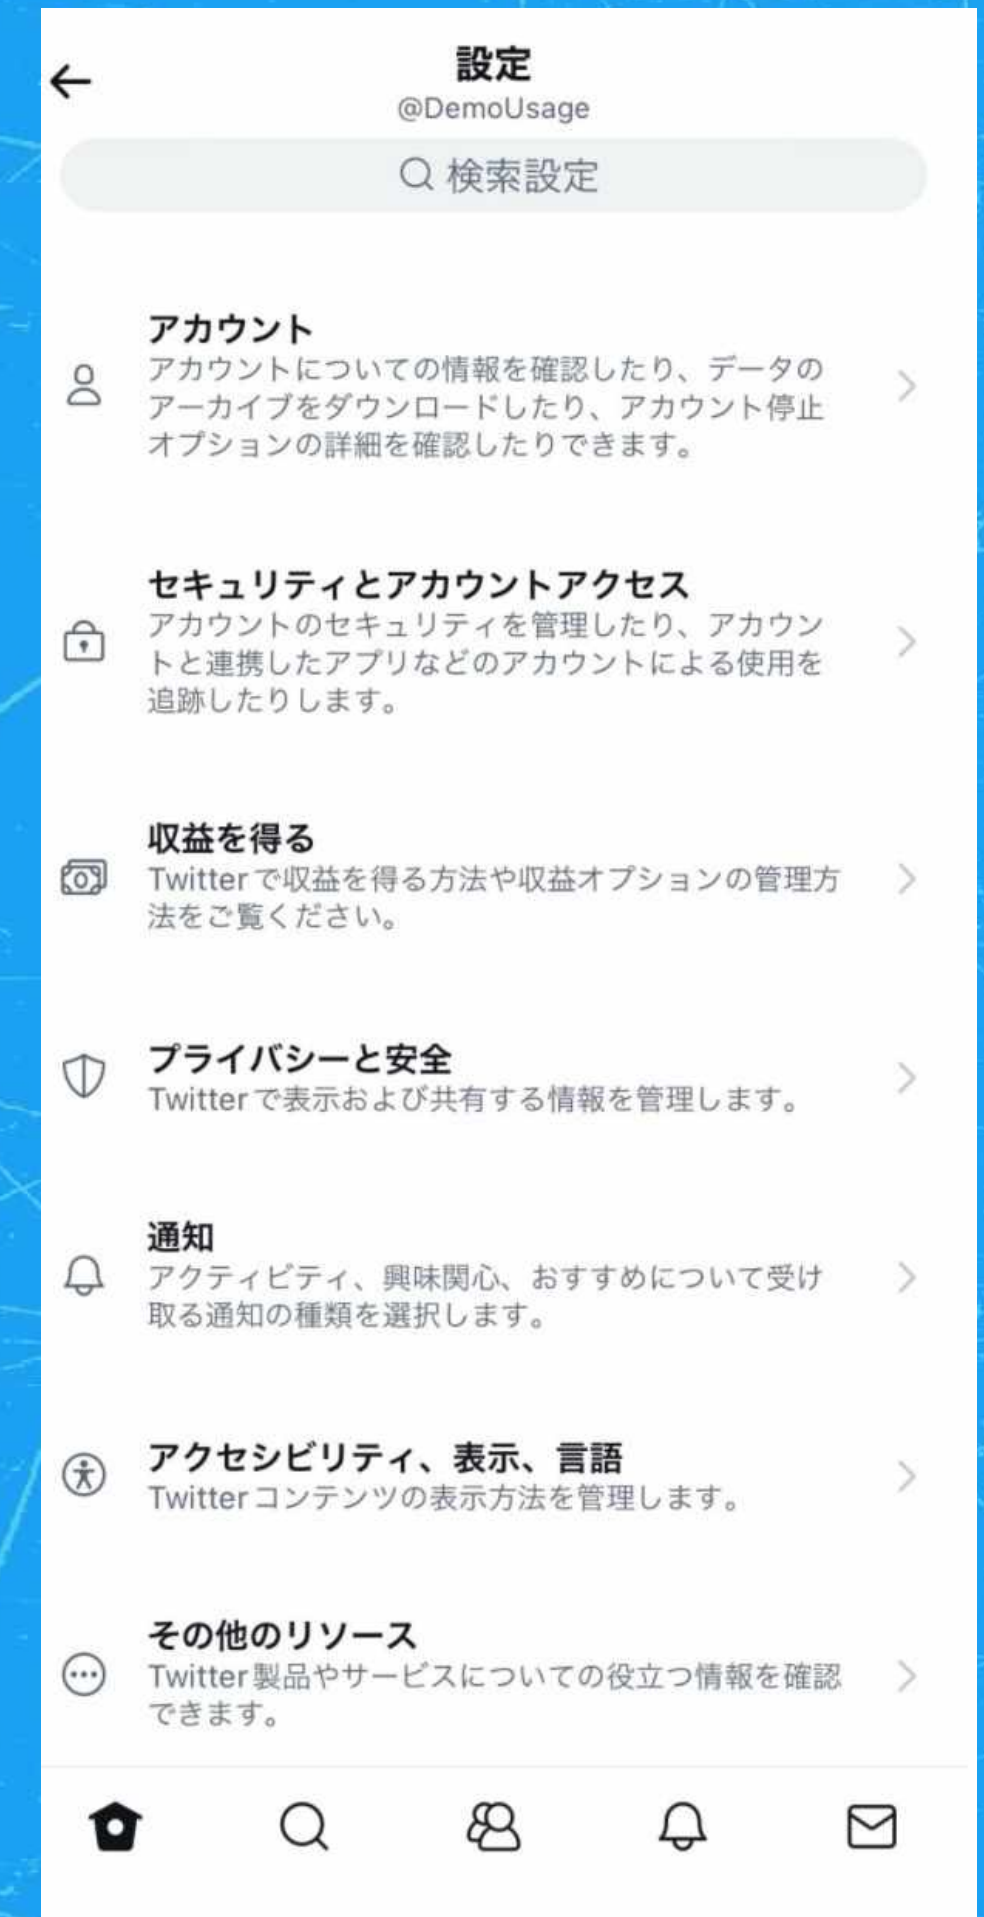 設定
@DemoUsage
検索設定
アカウント
アカウントについての情報を確認したり、データの
アーカイブをダウンロードしたり、アカウント停止
オプションの詳細を確認したりできます。
セキュリティとアカウントアクセス
アカウントのセキュリティを管理したり、アカウン
トと連携したアプリなどのアカウントによる使用を
追跡したりします。
収益を得る
Twitterで収益を得る方法や収益オプションの管理方
法をご覧ください。
プライバシーと安全
Twitterで表示および共有する情報を管理します。
通知
アクティビティ、興味関心、おすすめについて受け
取る通知の種類を選択します。
アクセシビリティ、表示、言語
Twitterコンテンツの表示方法を管理します。
その他のリソース
Twitter製品やサービスについての役立つ情報を確認
できます。